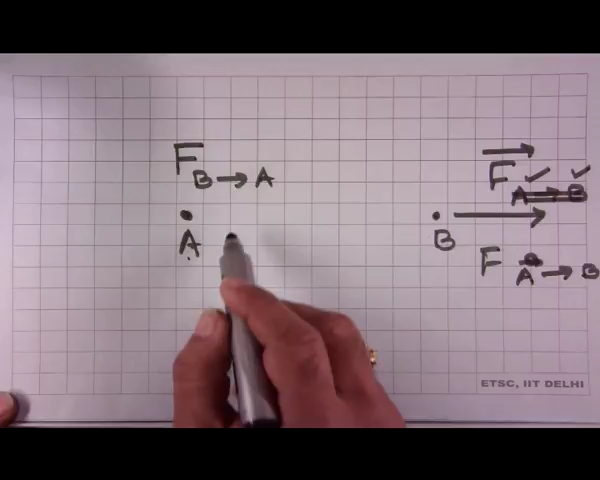 F B → A
F A → B
A
B
F A → B
ETSC, IIT DELHI